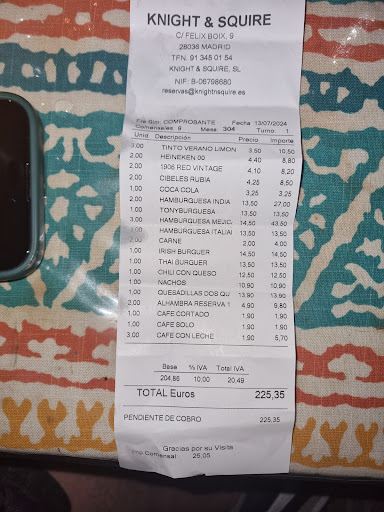 KNIGHT & SQUIRE
C/ FELIX BOIX, 9
28036 MADRID
TFN. 91 345 01 54
KNIGHT & SQUIRE, SL
NIF: B-06798680
reservas@knightnsquire.es
COMPROBANTE Fecha 13/07/2024
Comensales 9 Mesa 304 Turno: 1
Unid Descripción Precio Importe
3,00 TINTO VERANO LIMON 3,50 10,50
2,00 HEINEKEN 00 4,40 8,80
2,00 1906 RED VINTAGE 4,10 8,20
2,00 CIBELES RUBIA 4,25 8,50
1,00 COCA COLA 3,25 3,25
2,00 HAMBURGUESA INDIA 13,50 27,00
1,00 TONYBURGUESA 13,50 13,50
3,00 HAMBURGUESA MEJIC 14,50 43,50
1,00 HAMBURGUESA ITALIAI 13,50 13,50
2,00 CARNE 2,00 4,00
1,00 IRISH BURGUER 14,50 14,50
1,00 THAI BURGUER 13,50 13,50
1,00 CHILI CON QUESO 12,50 12,50
1,00 NACHOS 10,90 10,90
1,00 QUESADILLAS DOS QU 13,90 13,90
2,00 ALHAMBRA RESERVA 1 4,90 9,80
1,00 CAFE CORTADO 1,90 1,90
1,00 CAFE SOLO 1,90 1,90
3,00 CAFE CON LECHE 1,90 5,70
Base % IVA Total IVA
204,86 10,00 20,49
TOTAL Euros 225,35
PENDIENTE DE COBRO 225,35
Gracias por su Visita
Comensal: 25,05